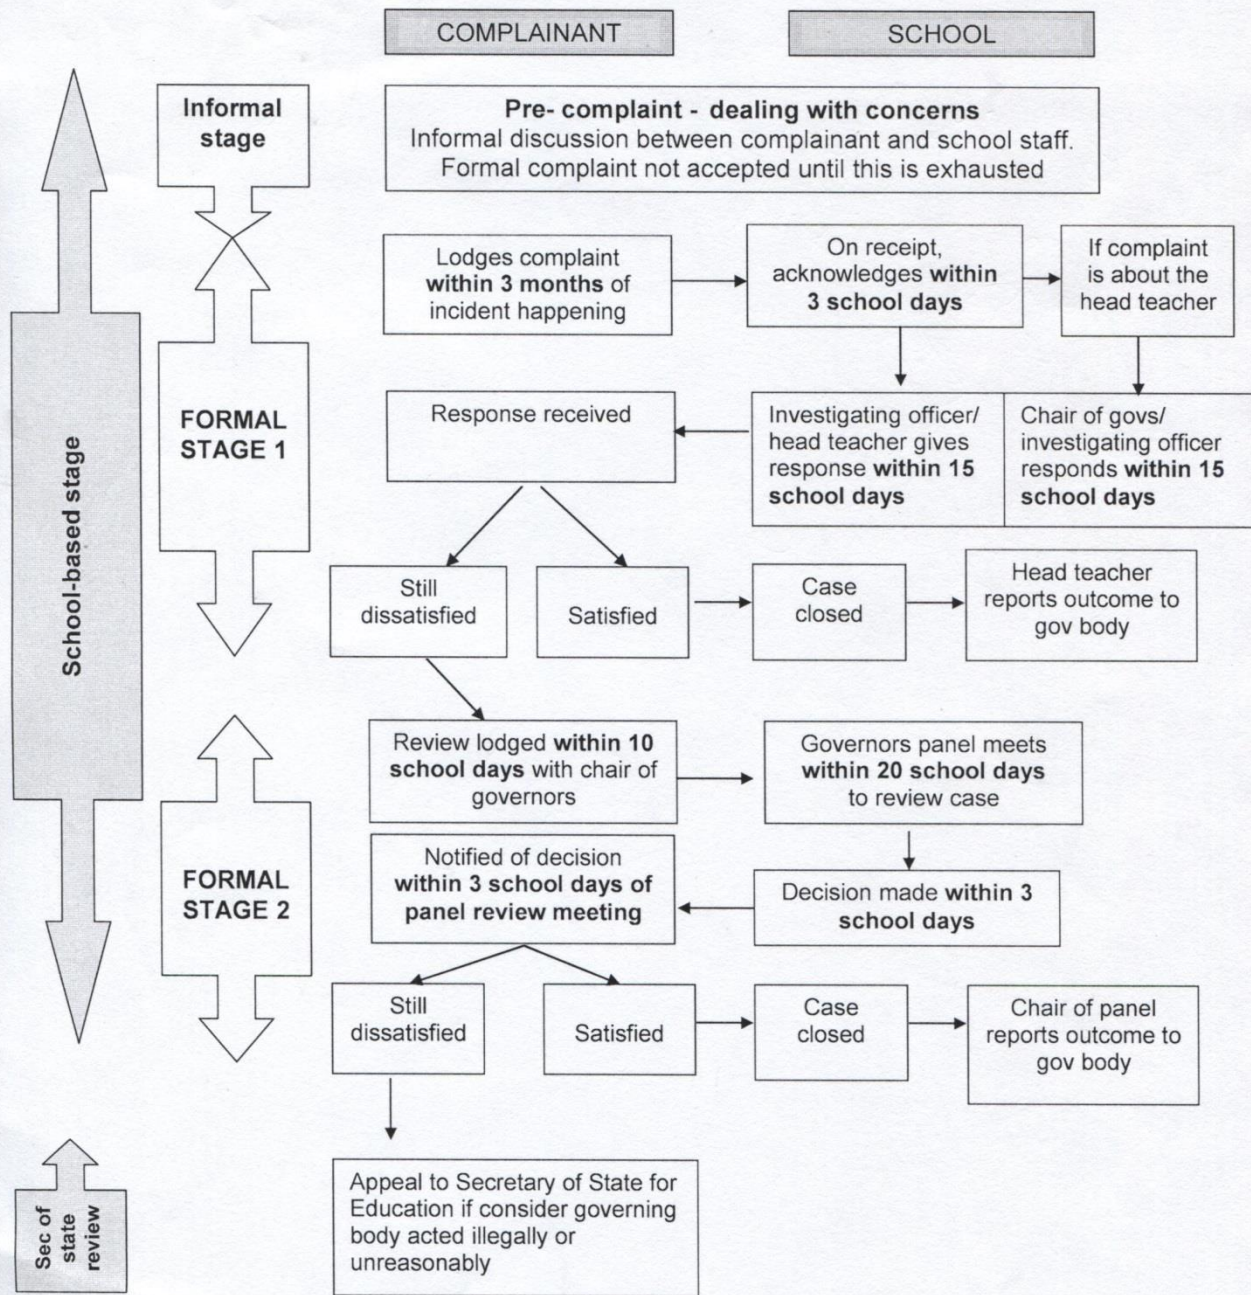 COMPLAINANT
SCHOOL
Informal
stage
Pre- complaint - dealing with concerns
Informal discussion between complainant and school staff.
Formal complaint not accepted until this is exhausted
Lodges complaint
within 3 months of
incident happening
On receipt,
acknowledges within
3 school days
If complaint
is about the
head teacher
School-based stage
FORMAL
STAGE 1
Response received
Investigating officer/
head teacher gives
response within 15
school days
Chair of govs/
investigating officer
responds within 15
school days
Still
dissatisfied
Satisfied
Case
closed
Head teacher
reports outcome to
gov body
FORMAL
STAGE 2
Review lodged within 10
school days with chair of
governors
Governors panel meets
within 20 school days
to review case
Notified of decision
within 3 school days of
panel review meeting
Decision made within 3
school days
Still
dissatisfied
Satisfied
Case
closed
Chair of panel
reports outcome to
gov body
Sec of
state
review
Appeal to Secretary of State for
Education if consider governing
body acted illegally or
unreasonably